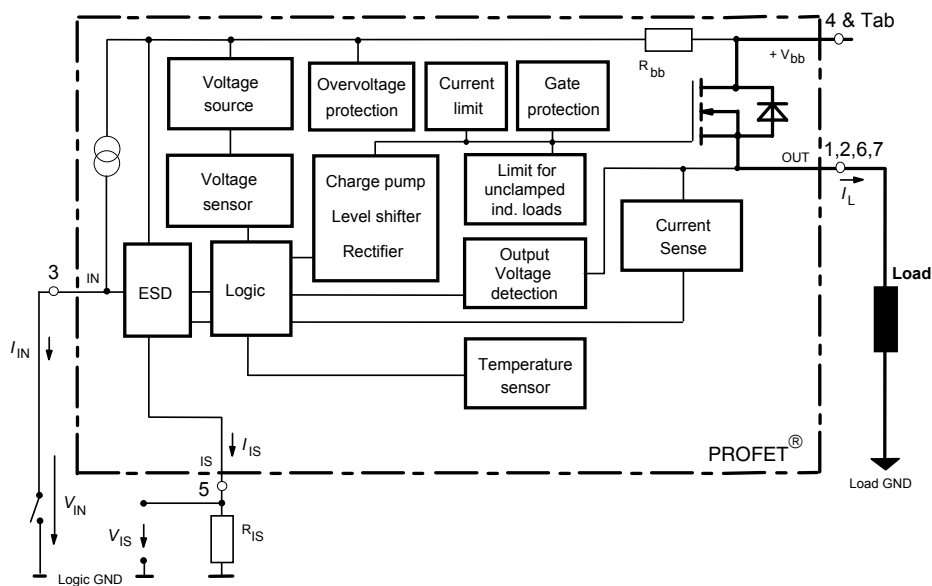 4 & Tab
R bb
+ V bb
Voltage
source
Overvoltage
protection
Current
limit
Gate
protection
Voltage
sensor
Charge pump
Level shifter
Rectifier
Limit for
unclamped
ind. loads
OUT
1,2,6,7
I L
Current
Sense
3
IN
ESD
Logic
Output
Voltage
detection
Load
I IN
Temperature
sensor
I IS
IS
PROFET®
5
V IN
V IS
R IS
Load GND
Logic GND